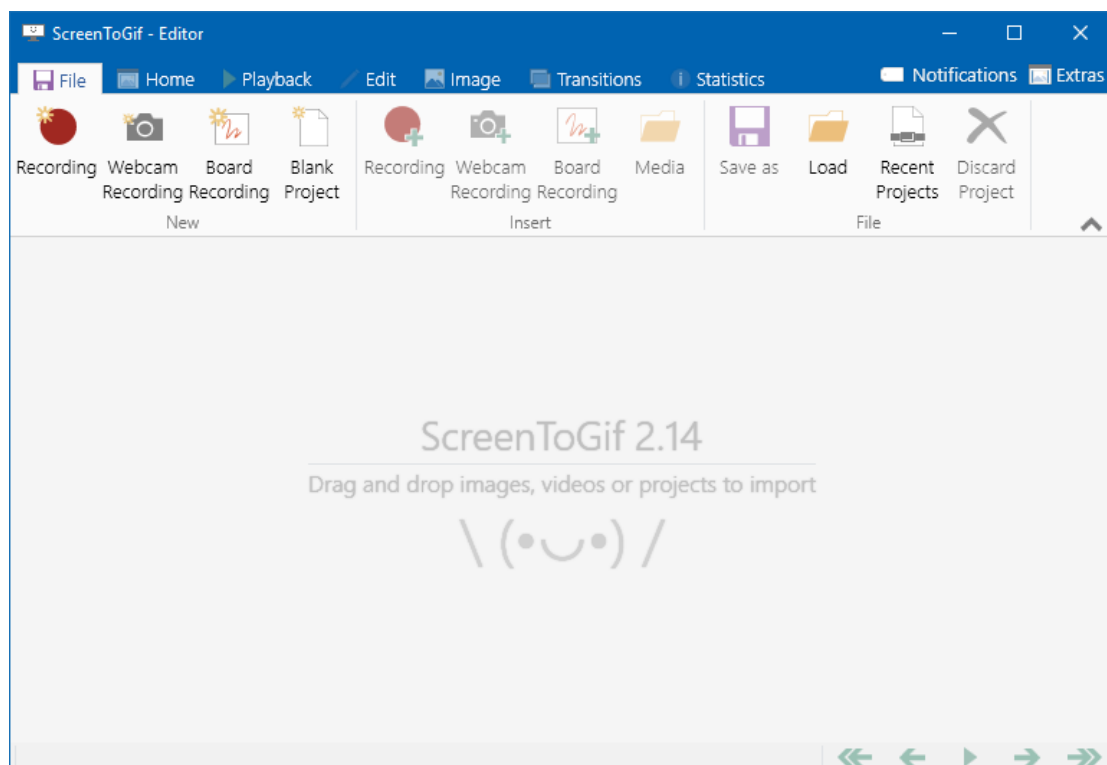 ScreenToGif - Editor
File Home Playback Edit Image Transitions Statistics Notifications Extras
Recording Webcam Recording Board Recording Blank Project Recording Webcam Recording Board Recording Media Save as Load Recent Projects Discard Project
New Insert File
ScreenToGif 2.14
Drag and drop images, videos or projects to import
\ (•◡•) /